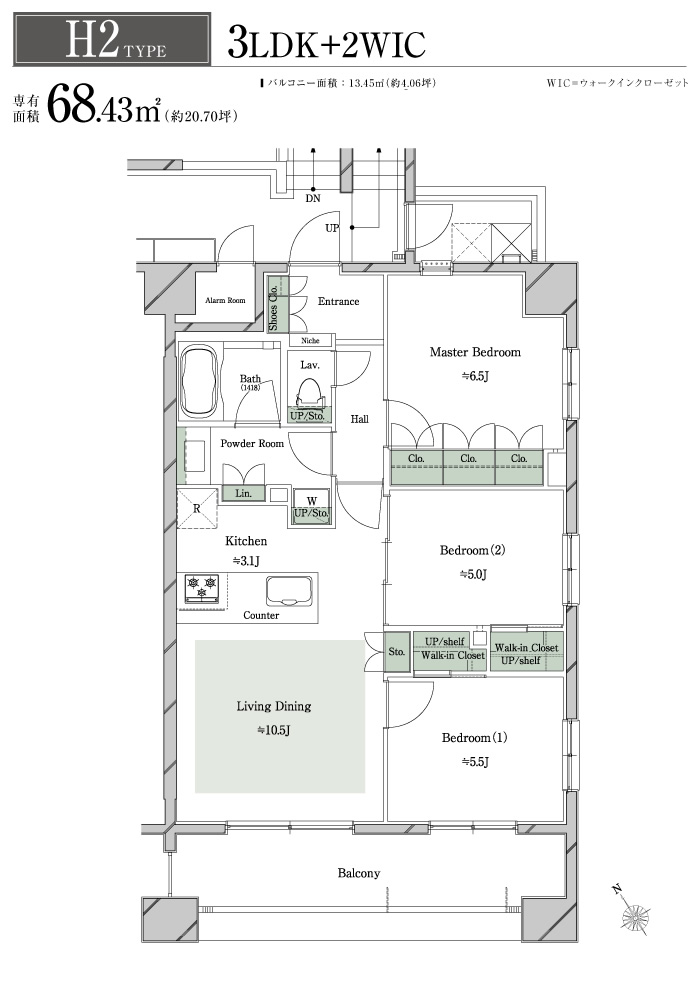 H2 TYPE
3LDK+2WIC
バルコニー面積：13.45㎡(約4.06坪)
WIC=ウォークインクローゼット
専有面積 68.43㎡(約20.70坪)
DN
UP
Alarm Room
Shoes Clo.
Entrance
Niche
Master Bedroom
≒6.5J
Lav.
Bath
(1418)
UP/Sto.
Hall
Powder Room
Clo.
Clo.
Clo.
Lin.
W
UP/Sto.
R
Kitchen
≒3.1J
Bedroom(2)
≒5.0J
Counter
Sto.
UP/shelf
Walk-in Closet
Walk-in Closet
UP/shelf
Living Dining
≒10.5J
Bedroom(1)
≒5.5J
Balcony
N